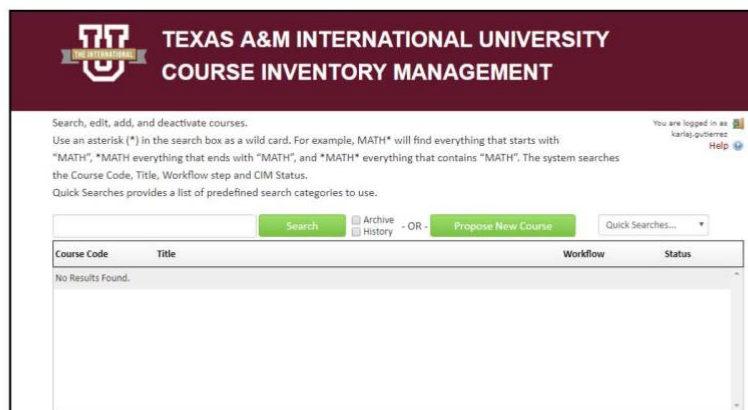 THE INTERNATIONAL
U
TEXAS A&M INTERNATIONAL UNIVERSITY
COURSE INVENTORY MANAGEMENT
Search, edit, add, and deactivate courses.
Use an asterisk (*) in the search box as a wild card. For example, MATH* will find everything that starts with
"MATH", *MATH everything that ends with "MATH", and *MATH* everything that contains "MATH". The system searches
the Course Code, Title, Workflow step and CIM Status.
Quick Searches provides a list of predefined search categories to use.
You are logged in as
karlaj.gutierrez
Help
Search
Archive
History
- OR -
Propose New Course
Quick Searches...
Course Code Title Workflow Status
No Results Found.